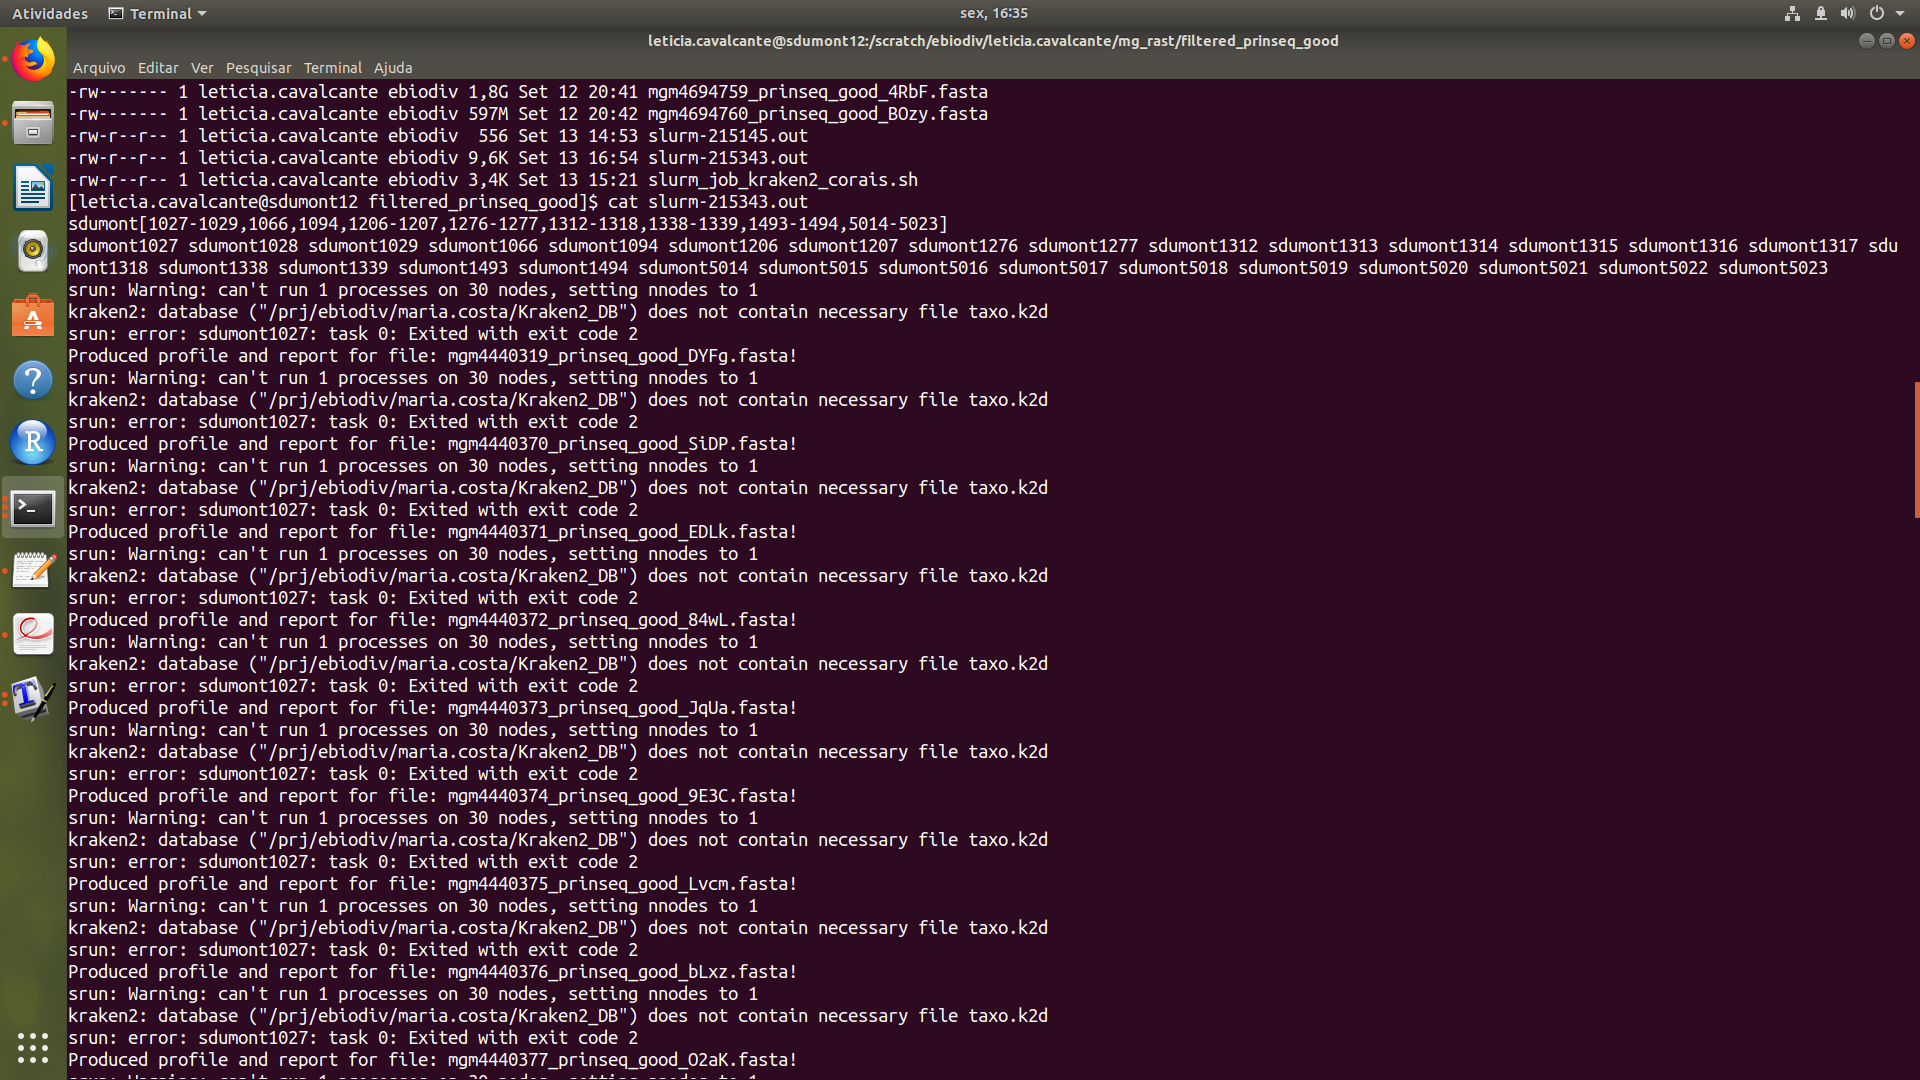 Atividades Terminal sex, 16:35
leticia.cavalcante@sdumont12:/scratch/ebiodiv/leticia.cavalcante/mg_rast/filtered_prinseq_good
Arquivo Editar Ver Pesquisar Terminal Ajuda
-rw------- 1 leticia.cavalcante ebiodiv 1,8G Set 12 20:41 mgm4694759_prinseq_good_4RbF.fasta
-rw------- 1 leticia.cavalcante ebiodiv 597M Set 12 20:42 mgm4694760_prinseq_good_BOzy.fasta
-rw-r--r-- 1 leticia.cavalcante ebiodiv  556 Set 13 14:53 slurm-215145.out
-rw-r--r-- 1 leticia.cavalcante ebiodiv 9,6K Set 13 16:54 slurm-215343.out
-rw-r--r-- 1 leticia.cavalcante ebiodiv 3,4K Set 13 15:21 slurm_job_kraken2_corais.sh
[leticia.cavalcante@sdumont12 filtered_prinseq_good]$ cat slurm-215343.out
sdumont[1027-1029,1066,1094,1206-1207,1276-1277,1312-1318,1338-1339,1493-1494,5014-5023]
sdumont1027 sdumont1028 sdumont1029 sdumont1066 sdumont1094 sdumont1206 sdumont1207 sdumont1276 sdumont1277 sdumont1312 sdumont1313 sdumont1314 sdumont1315 sdumont1316 sdumont1317 sdu
mont1318 sdumont1338 sdumont1339 sdumont1493 sdumont1494 sdumont5014 sdumont5015 sdumont5016 sdumont5017 sdumont5018 sdumont5019 sdumont5020 sdumont5021 sdumont5022 sdumont5023
srun: Warning: can't run 1 processes on 30 nodes, setting nnodes to 1
kraken2: database ("/prj/ebiodiv/maria.costa/Kraken2_DB") does not contain necessary file taxo.k2d
srun: error: sdumont1027: task 0: Exited with exit code 2
Produced profile and report for file: mgm4440319_prinseq_good_DYFg.fasta!
srun: Warning: can't run 1 processes on 30 nodes, setting nnodes to 1
kraken2: database ("/prj/ebiodiv/maria.costa/Kraken2_DB") does not contain necessary file taxo.k2d
srun: error: sdumont1027: task 0: Exited with exit code 2
Produced profile and report for file: mgm4440370_prinseq_good_SiDP.fasta!
srun: Warning: can't run 1 processes on 30 nodes, setting nnodes to 1
kraken2: database ("/prj/ebiodiv/maria.costa/Kraken2_DB") does not contain necessary file taxo.k2d
srun: error: sdumont1027: task 0: Exited with exit code 2
Produced profile and report for file: mgm4440371_prinseq_good_EDLk.fasta!
srun: Warning: can't run 1 processes on 30 nodes, setting nnodes to 1
kraken2: database ("/prj/ebiodiv/maria.costa/Kraken2_DB") does not contain necessary file taxo.k2d
srun: error: sdumont1027: task 0: Exited with exit code 2
Produced profile and report for file: mgm4440372_prinseq_good_84wL.fasta!
srun: Warning: can't run 1 processes on 30 nodes, setting nnodes to 1
kraken2: database ("/prj/ebiodiv/maria.costa/Kraken2_DB") does not contain necessary file taxo.k2d
srun: error: sdumont1027: task 0: Exited with exit code 2
Produced profile and report for file: mgm4440373_prinseq_good_JqUa.fasta!
srun: Warning: can't run 1 processes on 30 nodes, setting nnodes to 1
kraken2: database ("/prj/ebiodiv/maria.costa/Kraken2_DB") does not contain necessary file taxo.k2d
srun: error: sdumont1027: task 0: Exited with exit code 2
Produced profile and report for file: mgm4440374_prinseq_good_9E3C.fasta!
srun: Warning: can't run 1 processes on 30 nodes, setting nnodes to 1
kraken2: database ("/prj/ebiodiv/maria.costa/Kraken2_DB") does not contain necessary file taxo.k2d
srun: error: sdumont1027: task 0: Exited with exit code 2
Produced profile and report for file: mgm4440375_prinseq_good_Lvcm.fasta!
srun: Warning: can't run 1 processes on 30 nodes, setting nnodes to 1
kraken2: database ("/prj/ebiodiv/maria.costa/Kraken2_DB") does not contain necessary file taxo.k2d
srun: error: sdumont1027: task 0: Exited with exit code 2
Produced profile and report for file: mgm4440376_prinseq_good_bLxz.fasta!
srun: Warning: can't run 1 processes on 30 nodes, setting nnodes to 1
kraken2: database ("/prj/ebiodiv/maria.costa/Kraken2_DB") does not contain necessary file taxo.k2d
srun: error: sdumont1027: task 0: Exited with exit code 2
Produced profile and report for file: mgm4440377_prinseq_good_O2aK.fasta!